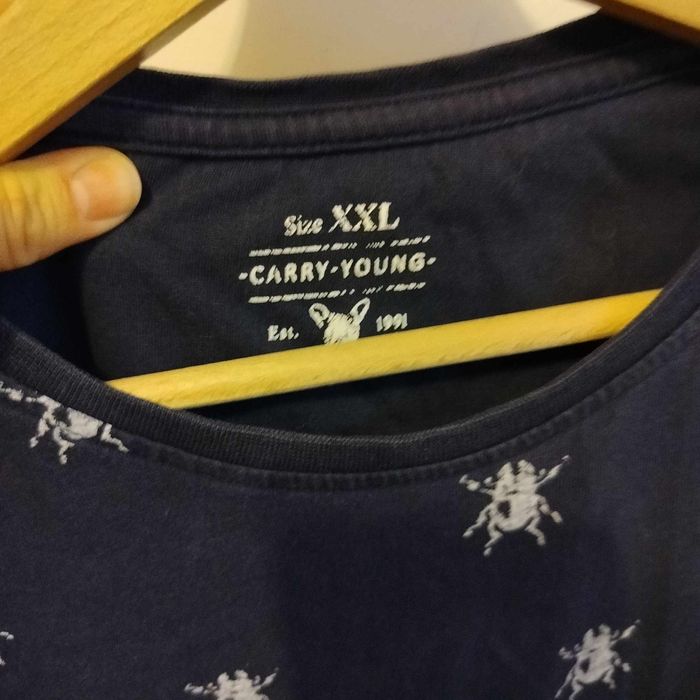 Size XXL
-CARRY-YOUNG-
Est. 1991